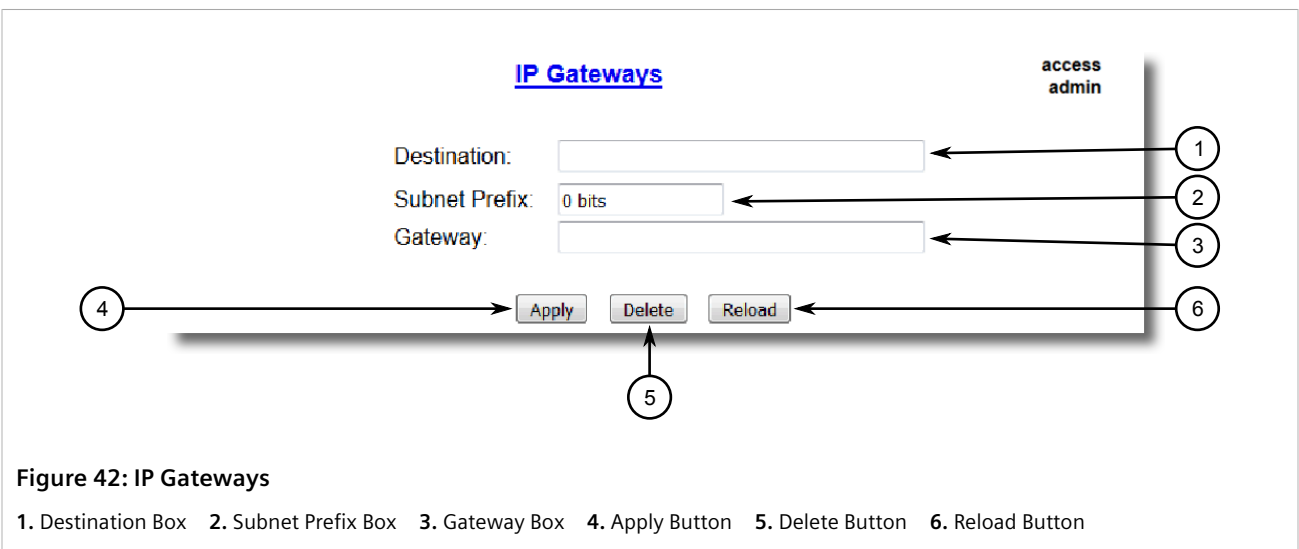 IP Gateways
access
admin
Destination:
1
Subnet Prefix: 0 bits
2
Gateway:
3
4
Apply Delete Reload
6
5
Figure 42: IP Gateways
1. Destination Box 2. Subnet Prefix Box 3. Gateway Box 4. Apply Button 5. Delete Button 6. Reload Button